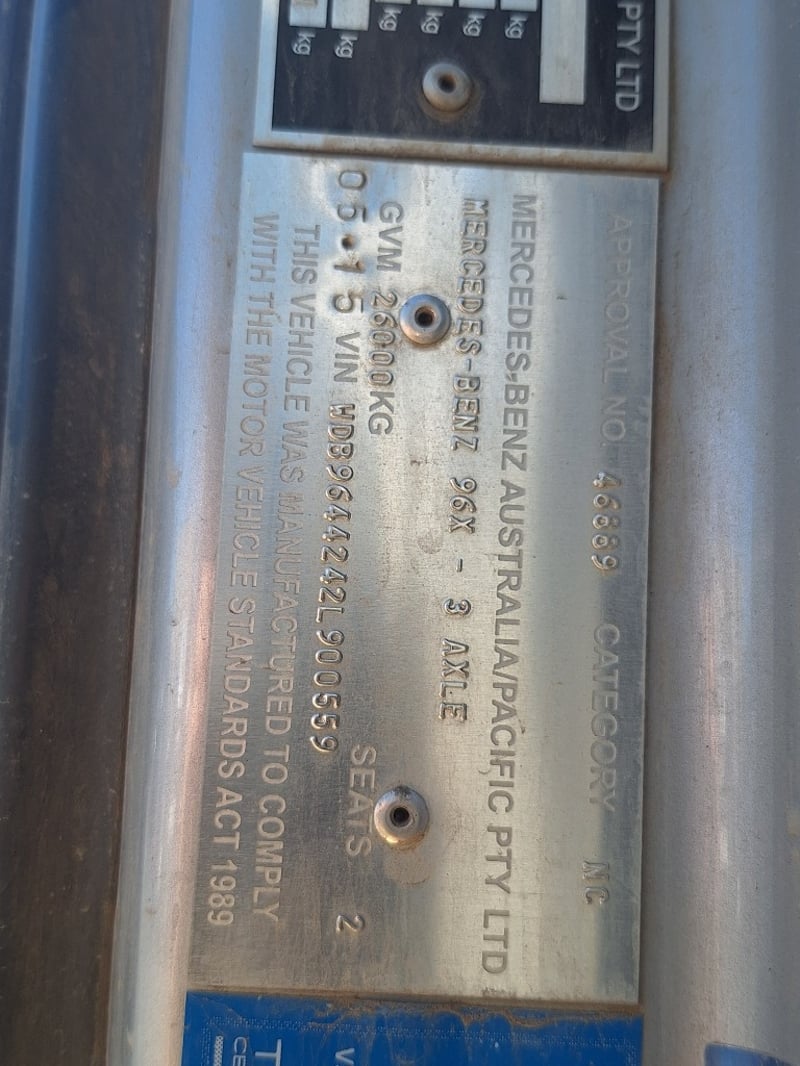 PTY LTD
kg
kg
kg
kg
kg
kg
APPROVAL NO. 46889 CATEGORY NC
MERCEDES-BENZ AUSTRALIA/PACIFIC PTY LTD
MERCEDES-BENZ 96X - 3 AXLE
GVM 26000KG SEATS 2
05·15 VIN WDB9644242L900559
THIS VEHICLE WAS MANUFACTURED TO COMPLY
WITH THE MOTOR VEHICLE STANDARDS ACT 1989